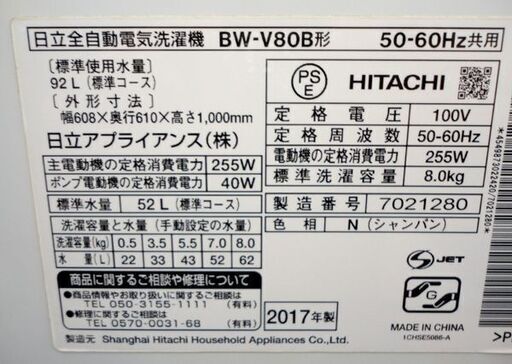 日立全自動電気洗濯機 BW-V80B形 50-60Hz共用
〔標準使用水量〕
92 L (標準コース)
〔外形寸法〕
幅608×奥行610×高さ1,000mm
日立アプライアンス(株)
主電動機の定格消費電力 255W
ポンプ電動機の定格消費電力 40W
標準水量 52 L (標準コース)
洗濯容量と水量 (手動設定の水量)
洗濯容量(kg) 0.5 3.5 5.5 7.0 8.0
水量(L) 22 33 43 52 62
商品に関するご相談や修理について
●商品情報やお取り扱いに関するご相談
TEL 050-3155-1111 (有料)
●修理に関するご相談
TEL 0570-0031-68 (有料)
2017年製
製造元 Shanghai Hitachi Household Appliances Co.,Ltd.
PS
E
HITACHI
定格電圧 100V
定格周波数 50-60Hz
電動機の定格消費電力 255W
標準洗濯容量 8.0kg
製造番号 7021280
色相 N (シャンパン)
S JET
G
MADE IN CHINA
1CHSE5086-A
*4549873022420/7021280*
>P